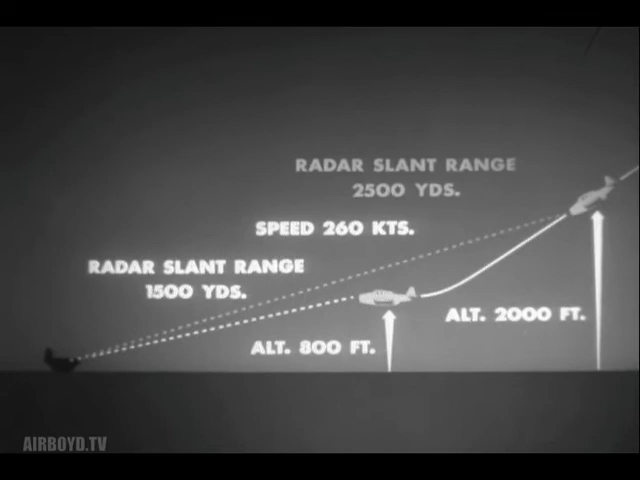 RADAR SLANT RANGE
2500 YDS.
SPEED 260 KTS.
RADAR SLANT RANGE
1500 YDS.
ALT. 2000 FT.
ALT. 800 FT.
AIRBOYD.TV